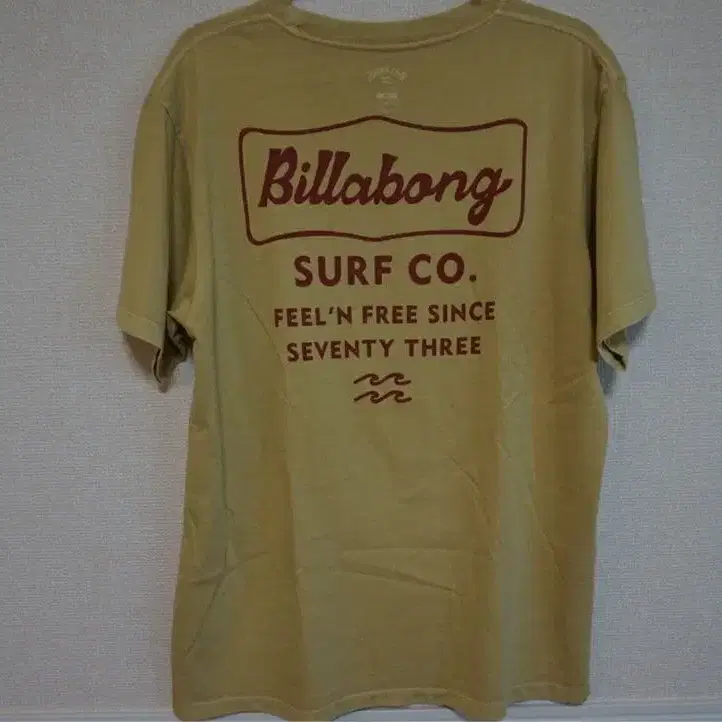 Billabong
SURF CO.
FEEL'N FREE SINCE
SEVENTY THREE